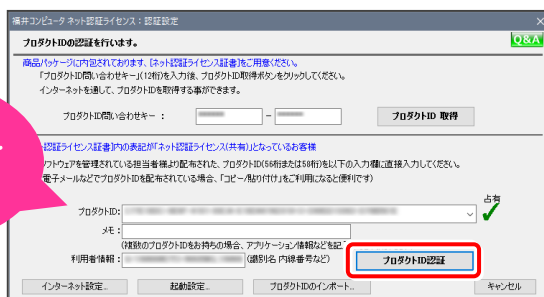 福井コンピュータ ネット認証ライセンス：認証設定
プロダクトIDの認証を行います。
Q&A
商品パッケージに内包されております、[ネット認証ライセンス証書]をご用意ください。
「プロダクトID問い合わせキー」(12桁)を入力後、プロダクトID取得ボタンをクリックしてください。
インターネットを通して、プロダクトIDを取得する事ができます。
プロダクトID問い合わせキー ：
－
プロダクトID 取得
認証ライセンス証書]内の表記が「ネット認証ライセンス(共有)」となっているお客様
フトウェアを管理されている担当者様より配布された、プロダクトID(56桁または58桁)を以下の入力欄に直接入力してください。
電子メールなどでプロダクトIDを配布されている場合、「コピー/貼り付け」をご利用になると便利です)
占有
プロダクトID:
メモ:
(複数のプロダクトIDをお持ちの場合、アプリケーション情報などを記
利用者情報:
(識別名 内線番号など)
プロダクトID認証
インターネット設定...
起動設定...
プロダクトIDのインポート...
キャンセル